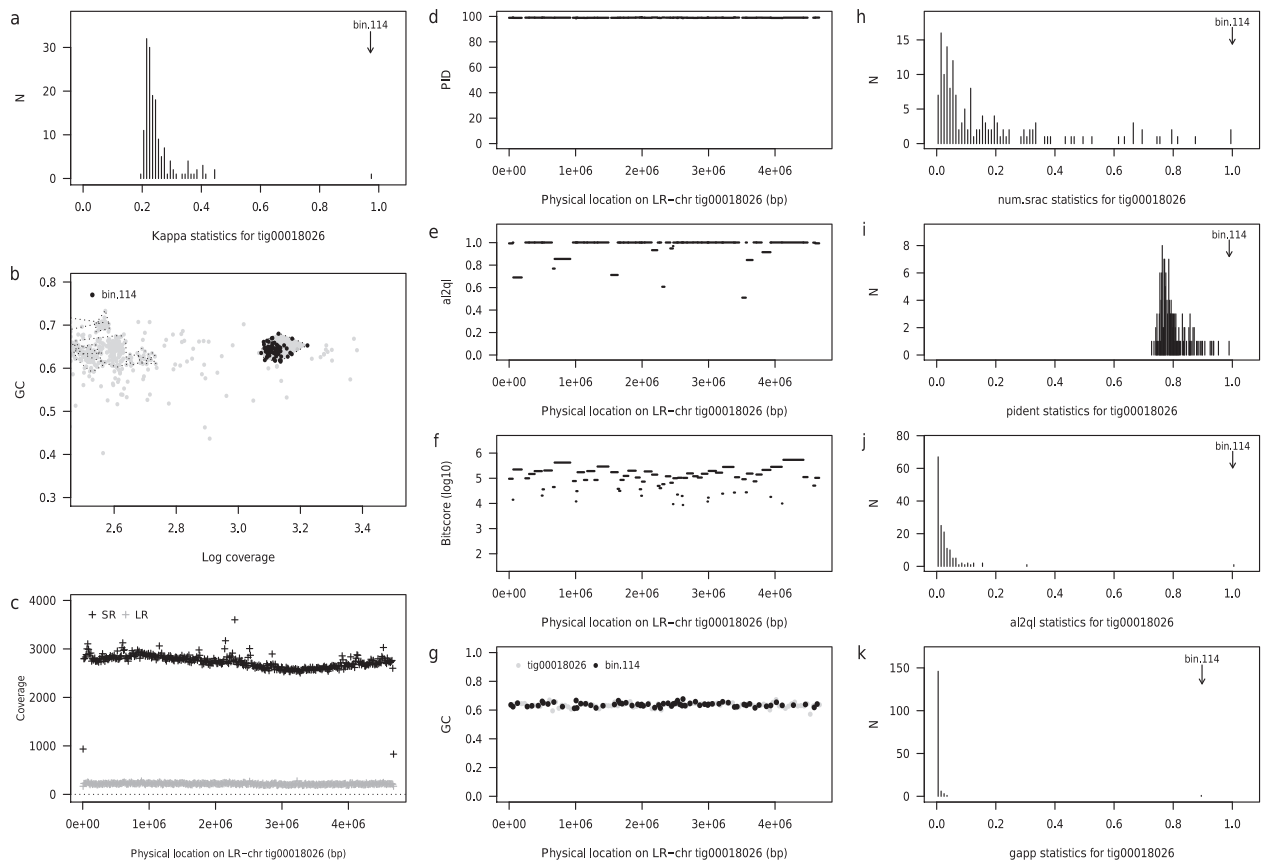 a
bin.114
30
20
10
0
N
0.0 0.2 0.4 0.6 0.8 1.0
Kappa statistics for tig00018026
b
bin.114
0.8
0.7
0.6
0.5
0.4
0.3
GC
2.6 2.8 3.0 3.2 3.4
Log coverage
c
SR LR
4000
3000
2000
1000
0
Coverage
0e+00 1e+06 2e+06 3e+06 4e+06
Physical location on LR−chr tig00018026 (bp)
d
100
80
60
40
20
0
PID
0e+00 1e+06 2e+06 3e+06 4e+06
Physical location on LR−chr tig00018026 (bp)
e
1.0
0.8
0.6
0.4
0.2
0.0
al2ql
0e+00 1e+06 2e+06 3e+06 4e+06
Physical location on LR−chr tig00018026 (bp)
f
6
5
4
3
2
Bitscore (log10)
0e+00 1e+06 2e+06 3e+06 4e+06
Physical location on LR−chr tig00018026 (bp)
g
tig00018026 bin.114
1.0
0.8
0.6
0.4
0.2
0.0
GC
0e+00 1e+06 2e+06 3e+06 4e+06
Physical location on LR−chr tig00018026 (bp)
h
bin.114
15
10
5
0
N
0.0 0.2 0.4 0.6 0.8 1.0
num.srac statistics for tig00018026
i
bin.114
8
6
4
2
0
N
0.0 0.2 0.4 0.6 0.8 1.0
pident statistics for tig00018026
j
bin.114
80
60
40
20
0
N
0.0 0.2 0.4 0.6 0.8 1.0
al2ql statistics for tig00018026
k
bin.114
150
100
50
0
N
0.0 0.2 0.4 0.6 0.8 1.0
gapp statistics for tig00018026